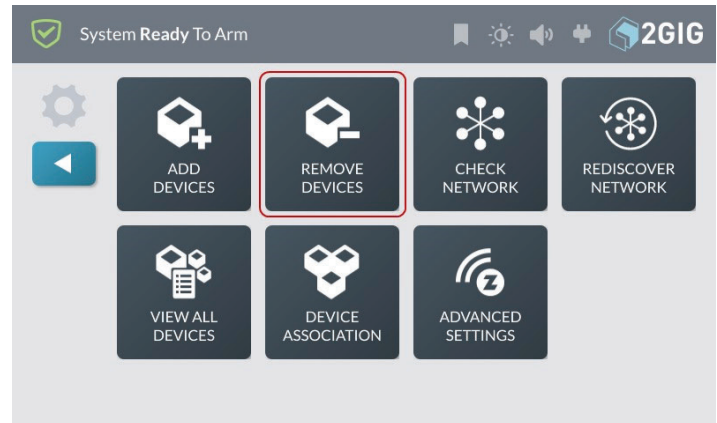 System Ready To Arm
2GIG
ADD
DEVICES
REMOVE
DEVICES
CHECK
NETWORK
REDISCOVER
NETWORK
VIEW ALL
DEVICES
DEVICE
ASSOCIATION
Z
ADVANCED
SETTINGS